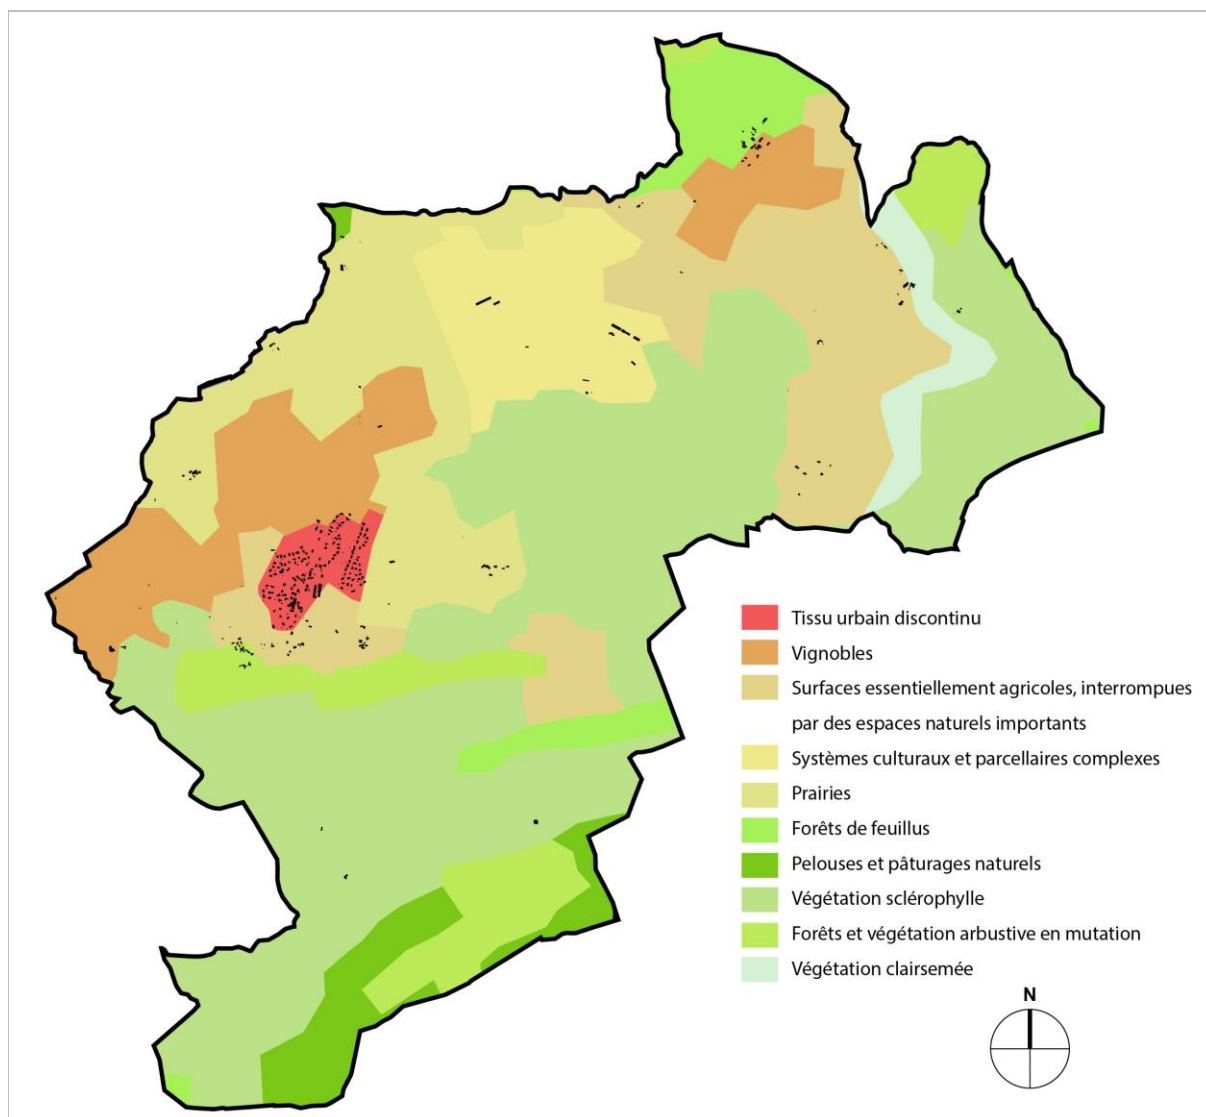 Tissu urbain discontinu
Vignobles
Surfaces essentiellement agricoles, interrompues
par des espaces naturels importants
Systèmes culturaux et parcellaires complexes
Prairies
Forêts de feuillus
Pelouses et pâturages naturels
Végétation sclérophylle
Forêts et végétation arbustive en mutation
Végétation clairsemée
N